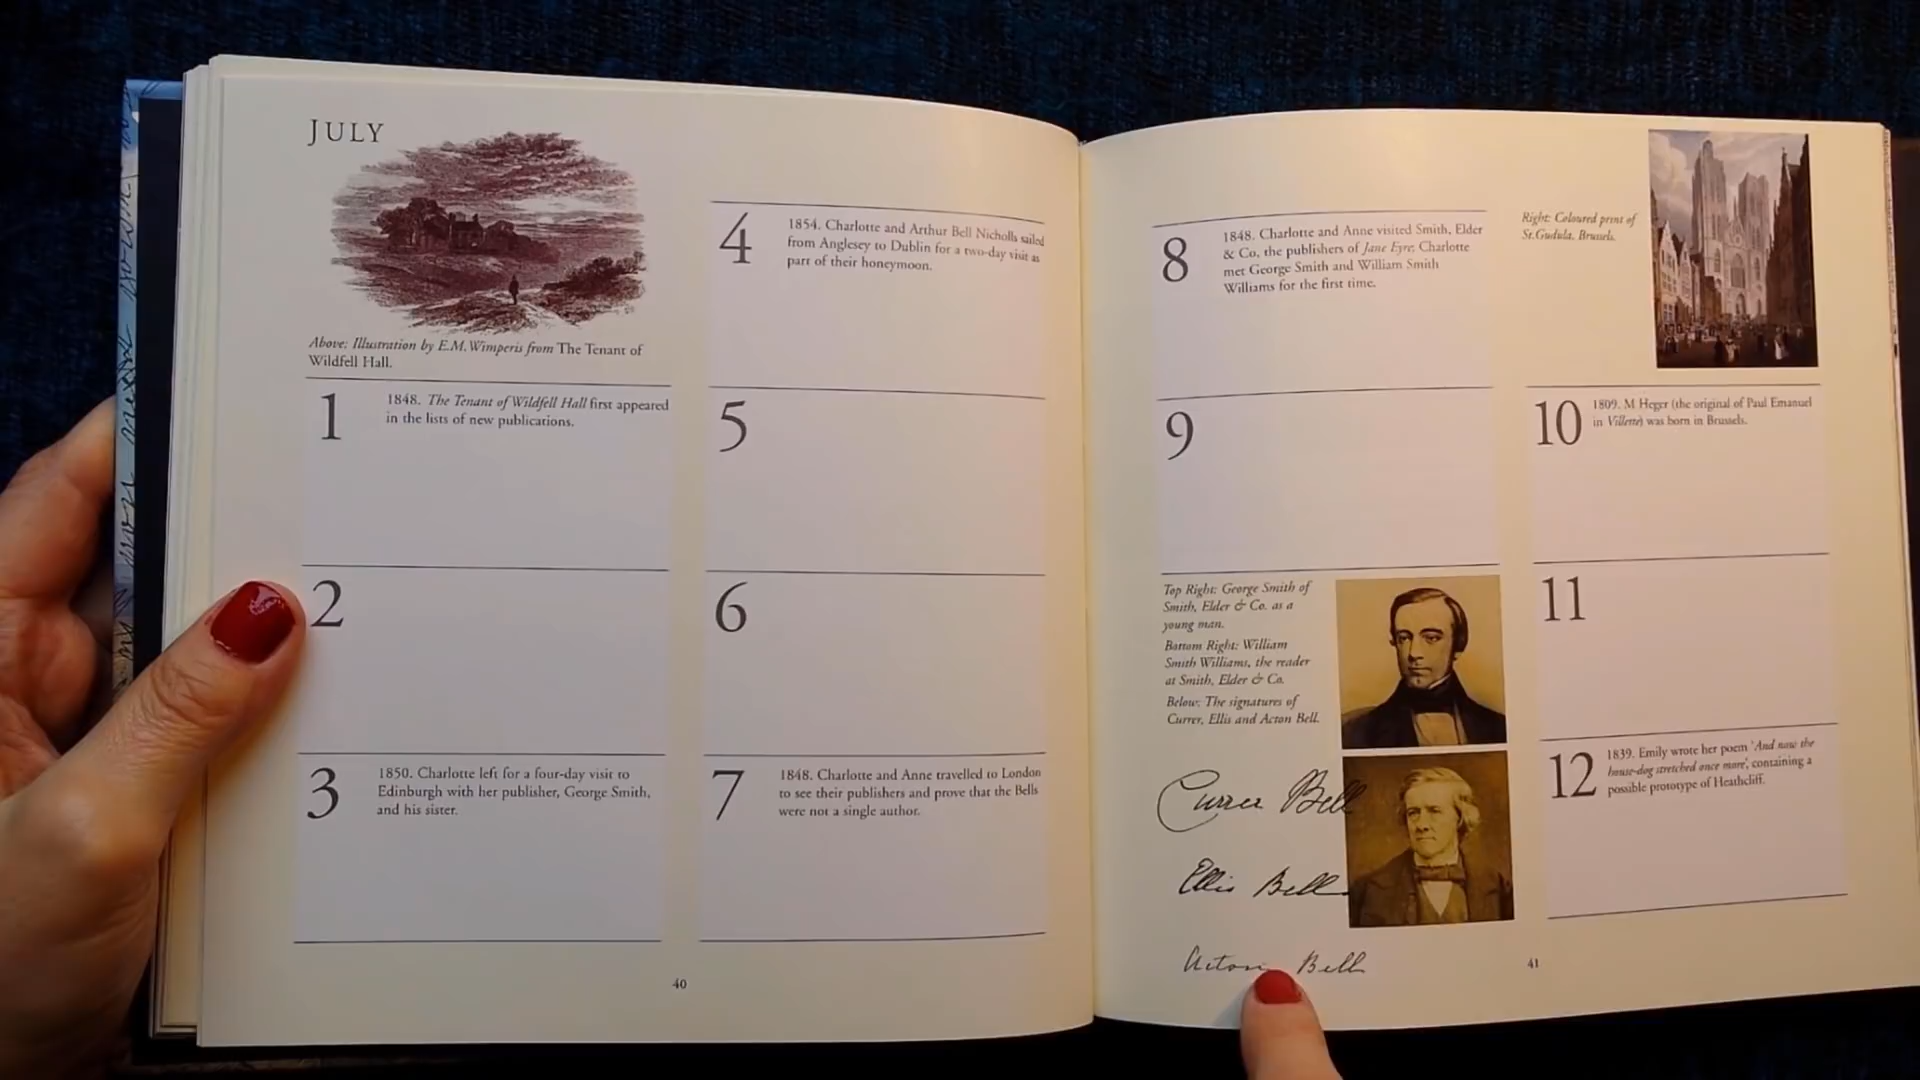 JULY
Above: Illustration by E.M. Wimperis from The Tenant of
Wildfell Hall.
1
1848. The Tenant of Wildfell Hall first appeared
in the lists of new publications.
2
3
1850. Charlotte left for a four-day visit to
Edinburgh with her publisher, George Smith,
and his sister.
4
1854. Charlotte and Arthur Bell Nicholls sailed
from Anglesey to Dublin for a two-day visit as
part of their honeymoon.
5
6
7
1848. Charlotte and Anne travelled to London
to see their publishers and prove that the Bells
were not a single author.
40
8
1848. Charlotte and Anne visited Smith, Elder
& Co, the publishers of Jane Eyre. Charlotte
met George Smith and William Smith
Williams for the first time.
9
Top Right: George Smith of
Smith, Elder & Co. as a
young man.
Bottom Right: William
Smith Williams, the reader
at Smith, Elder & Co.
Below: The signatures of
Currer, Ellis and Acton Bell.
Currer Bell
Ellis Bell
Acton Bell
Right: Coloured print of
St.Gudula, Brussels.
10
1809. M Heger (the original of Paul Emanuel
in Villette) was born in Brussels.
11
12
1839. Emily wrote her poem 'And now the
house-dog stretched once more', containing a
possible prototype of Heathcliff.
41